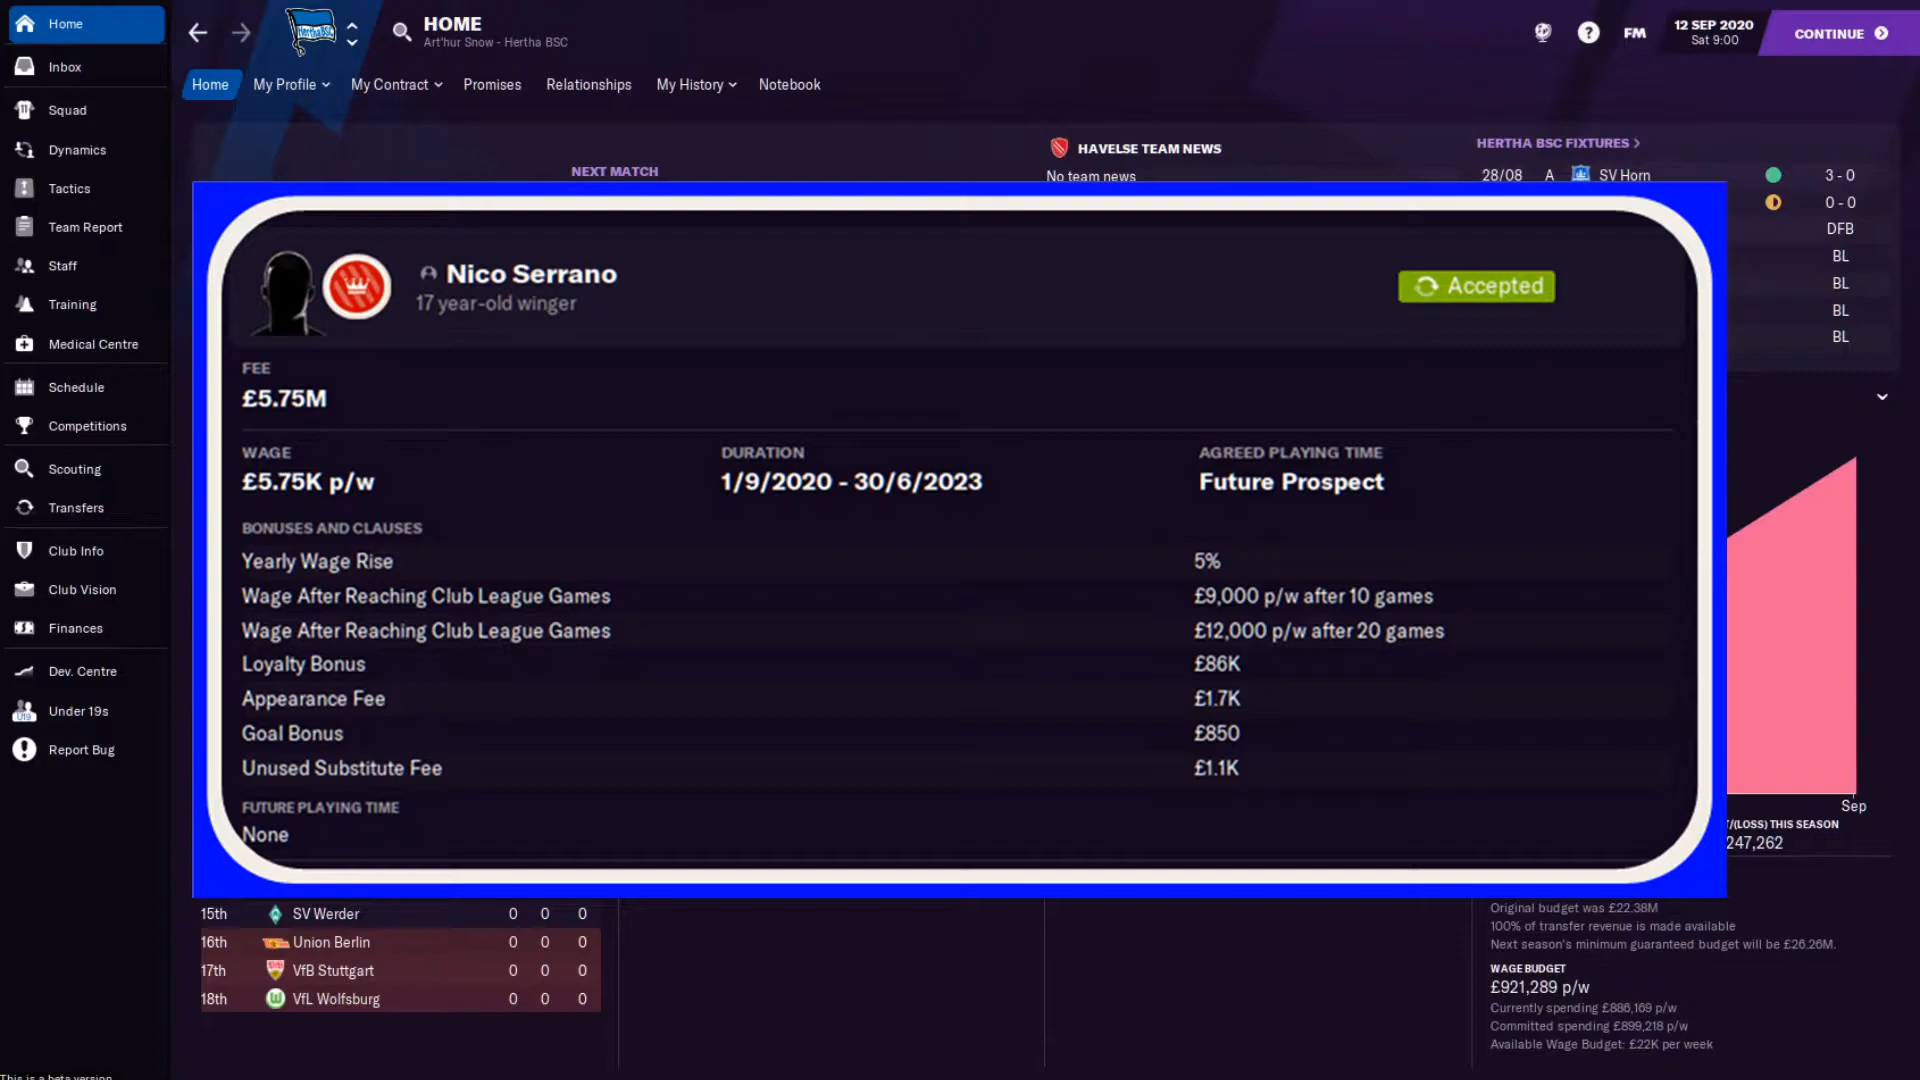 Home
Inbox
Squad
Dynamics
Tactics
Team Report
Staff
Training
Medical Centre
Schedule
Competitions
Scouting
Transfers
Club Info
Club Vision
Finances
Dev. Centre
Under 19s
Report Bug
HOME
Art'hur Snow - Hertha BSC
FM
12 SEP 2020
Sat 9:00
CONTINUE
Home My Profile My Contract Promises Relationships My History Notebook
NEXT MATCH
HAVELSE TEAM NEWS
No team news
HERTHA BSC FIXTURES >
28/08 A SV Horn 3 - 0
0 - 0
DFB
BL
BL
BL
BL
Nico Serrano
17 year-old winger
Accepted
FEE
£5.75M
WAGE DURATION AGREED PLAYING TIME
£5.75K p/w 1/9/2020 - 30/6/2023 Future Prospect
BONUSES AND CLAUSES
Yearly Wage Rise 5%
Wage After Reaching Club League Games £9,000 p/w after 10 games
Wage After Reaching Club League Games £12,000 p/w after 20 games
Loyalty Bonus £86K
Appearance Fee £1.7K
Goal Bonus £850
Unused Substitute Fee £1.1K
FUTURE PLAYING TIME
None
Sep
/(LOSS) THIS SEASON
247,262
15th SV Werder 0 0 0
16th Union Berlin 0 0 0
17th VfB Stuttgart 0 0 0
18th VfL Wolfsburg 0 0 0
Original budget was £22.38M
100% of transfer revenue is made available
Next season's minimum guaranteed budget will be £26.26M.
WAGE BUDGET
£921,289 p/w
Currently spending £886,169 p/w
Committed spending £899,218 p/w
Available Wage Budget: £22K per week
This is a beta version